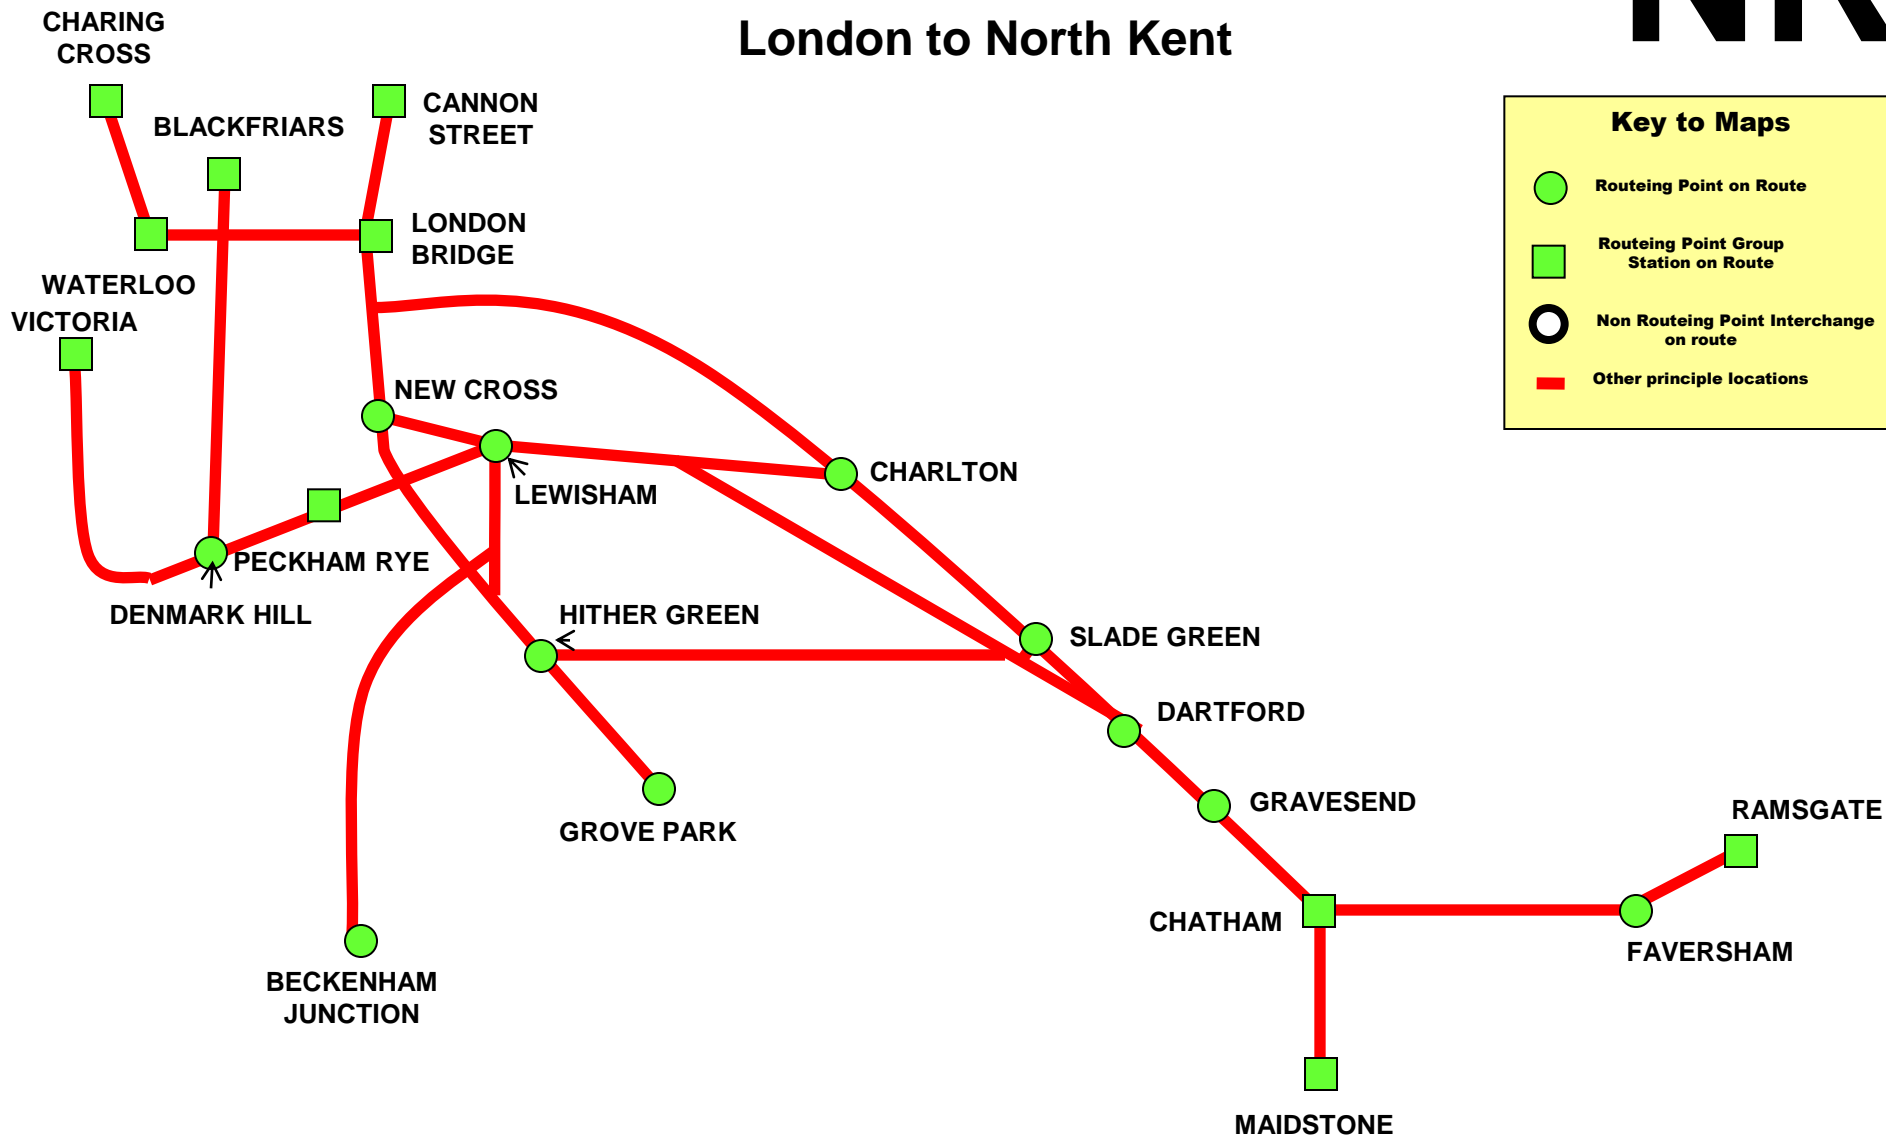 London to North Kent
NK
CHARING
CROSS
BLACKFRIARS
CANNON
STREET
LONDON
BRIDGE
WATERLOO
VICTORIA
Key to Maps
Routeing Point on Route
Routeing Point Group
Station on Route
Non Routeing Point Interchange
on route
Other principle locations
NEW CROSS
LEWISHAM
CHARLTON
PECKHAM RYE
DENMARK HILL
HITHER GREEN
SLADE GREEN
DARTFORD
GROVE PARK
GRAVESEND
RAMSGATE
CHATHAM
FAVERSHAM
BECKENHAM
JUNCTION
MAIDSTONE